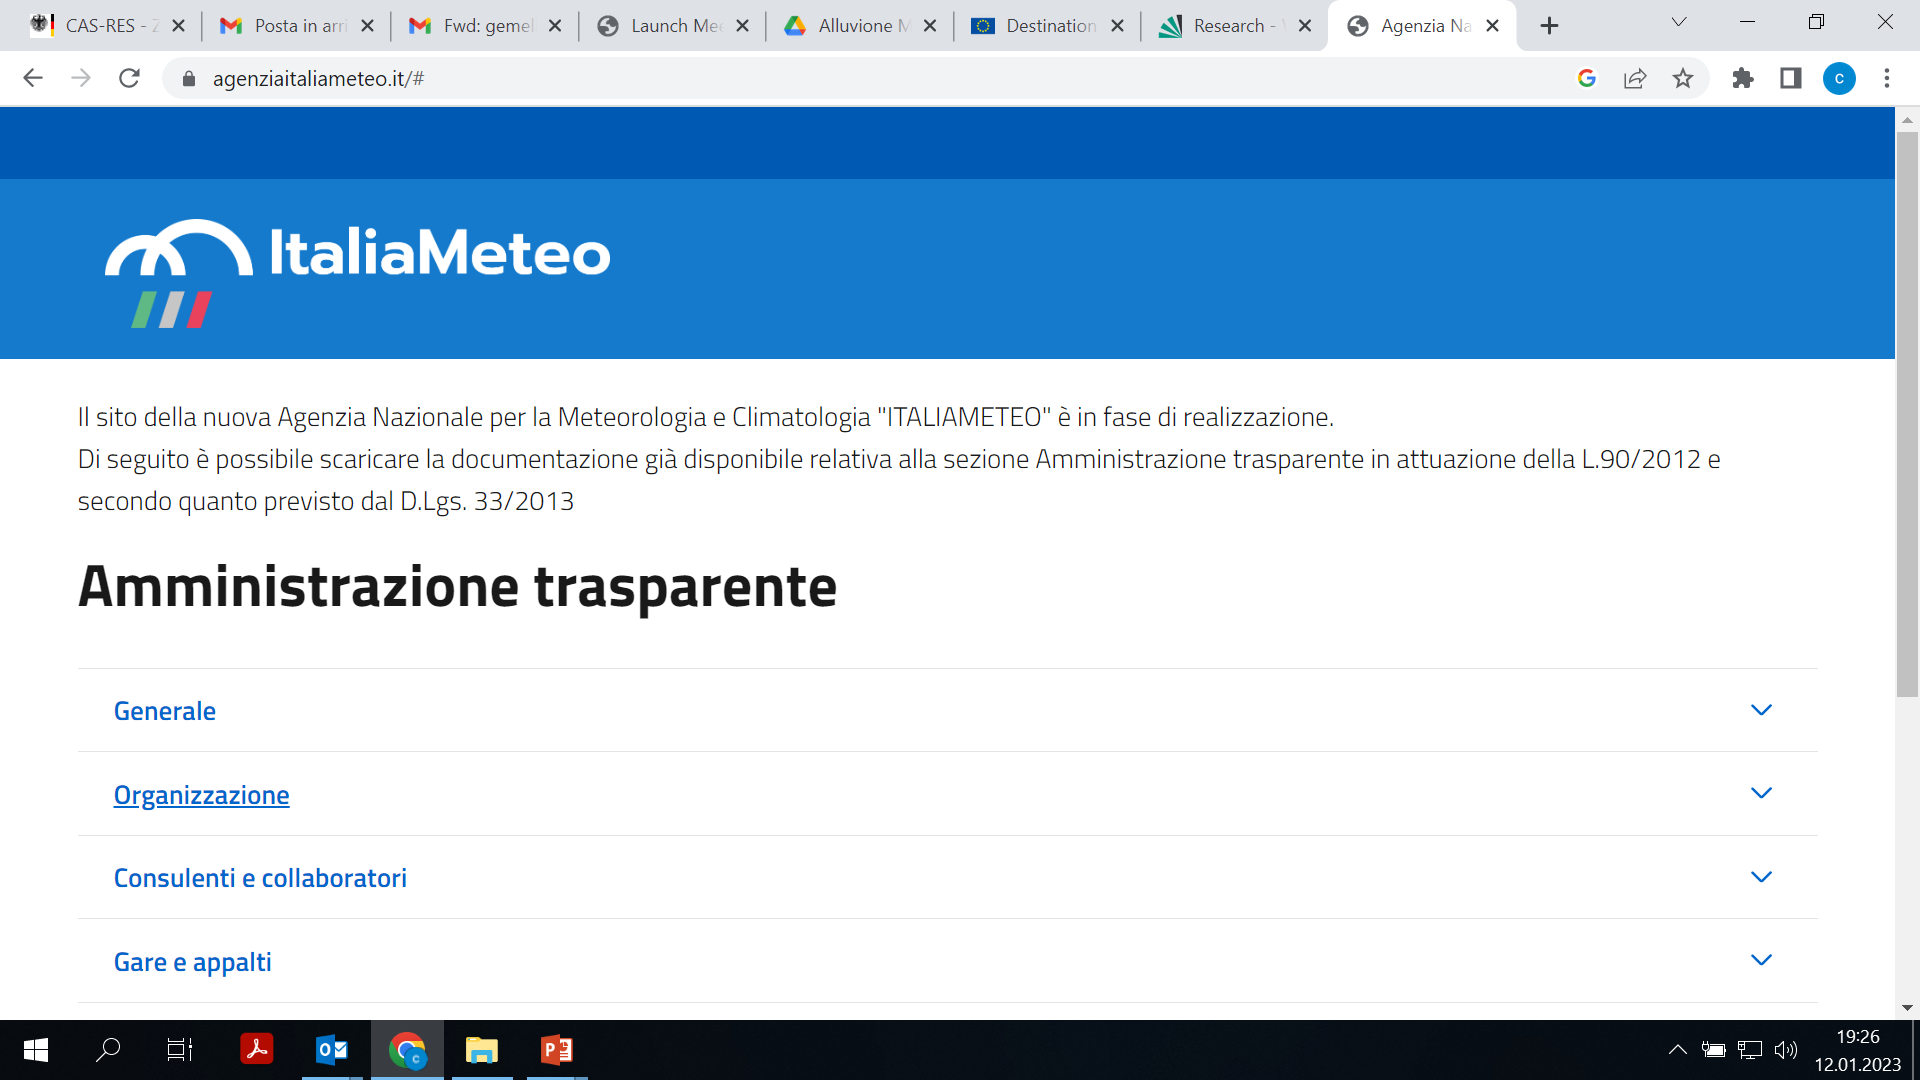 CAS-RES - Z
Posta in arri
Fwd: gemel
Launch Mee
Alluvione M
Destination
Research - W
Agenzia Na
agenziaitaliameteo.it/#
c
ItaliaMeteo
Il sito della nuova Agenzia Nazionale per la Meteorologia e Climatologia "ITALIAMETEO" è in fase di realizzazione.
Di seguito è possibile scaricare la documentazione già disponibile relativa alla sezione Amministrazione trasparente in attuazione della L.90/2012 e
secondo quanto previsto dal D.Lgs. 33/2013
Amministrazione trasparente
Generale
Organizzazione
Consulenti e collaboratori
Gare e appalti
19:26
12.01.2023